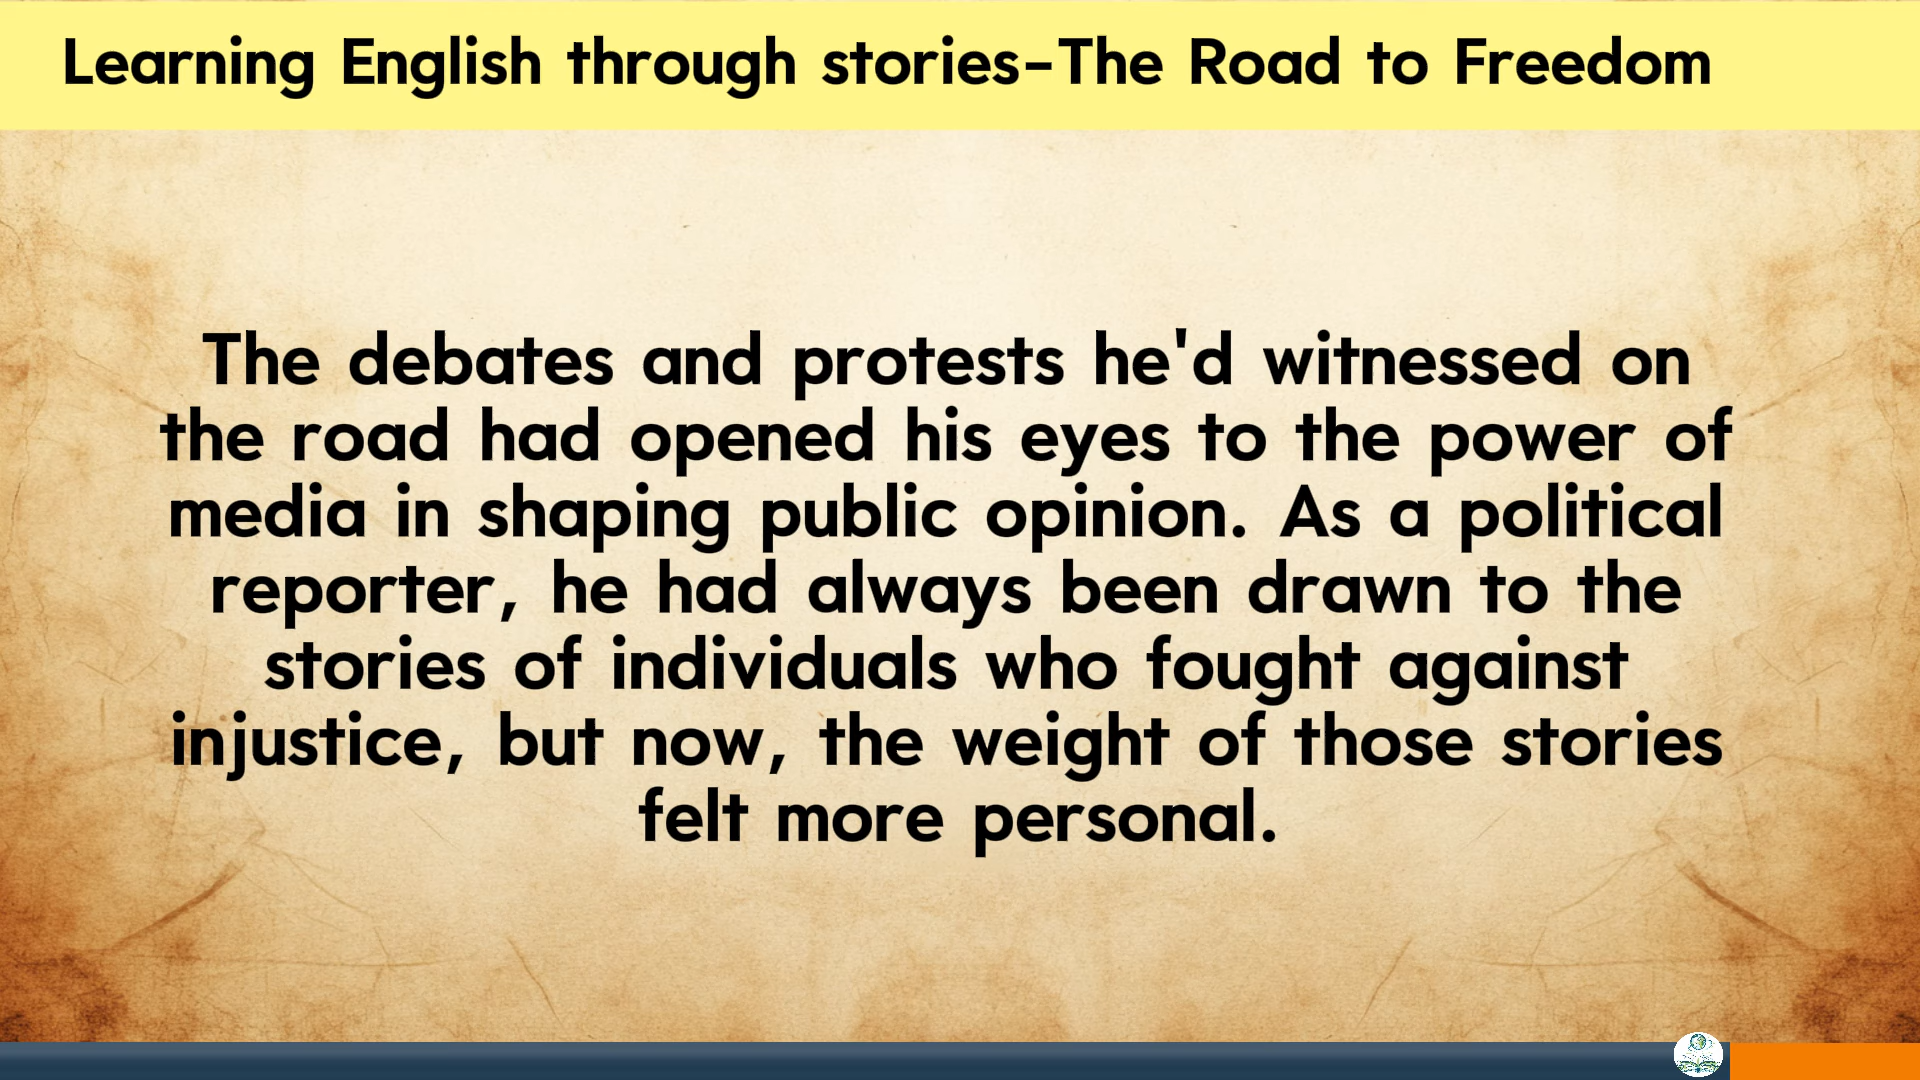 Learning English through stories-The Road to Freedom
The debates and protests he'd witnessed on
the road had opened his eyes to the power of
media in shaping public opinion. As a political
reporter, he had always been drawn to the
stories of individuals who fought against
injustice, but now, the weight of those stories
felt more personal.